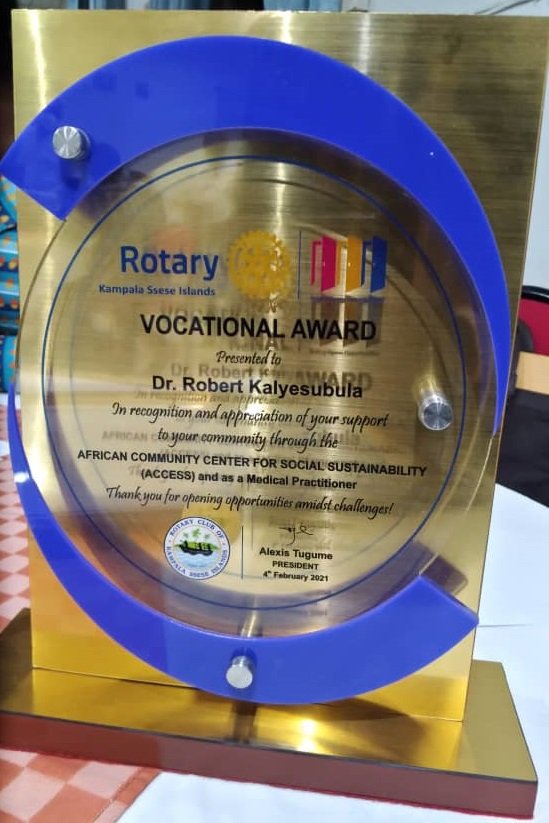 Rotary
Kampala Ssese Islands
VOCATIONAL AWARD
Presented to
Dr. Robert Kalyesubula
In recognition and appreciation of your support
to your community through the
AFRICAN COMMUNITY CENTER FOR SOCIAL SUSTAINABILITY
(ACCESS) and as a Medical Practitioner
Thank you for opening opportunities amidst challenges!
ROTARY CLUB OF
KAMPALA SSESE ISLANDS
Alexis Tugume
PRESIDENT
4th February 2021